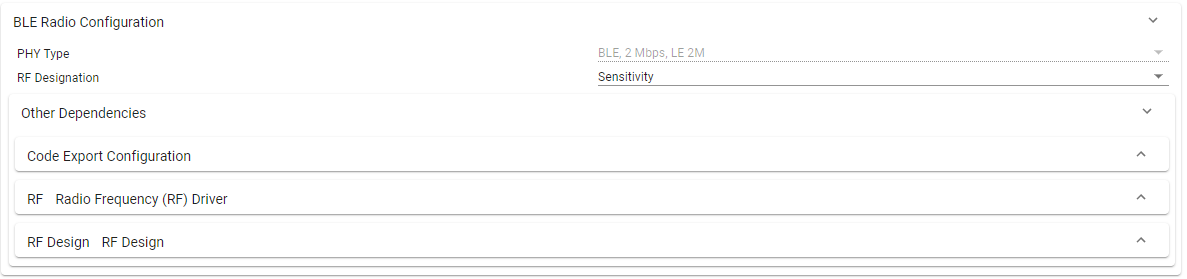 BLE Radio Configuration
PHY Type BLE, 2 Mbps, LE 2M
RF Designation Sensitivity
Other Dependencies
Code Export Configuration
RF Radio Frequency (RF) Driver
RF Design RF Design